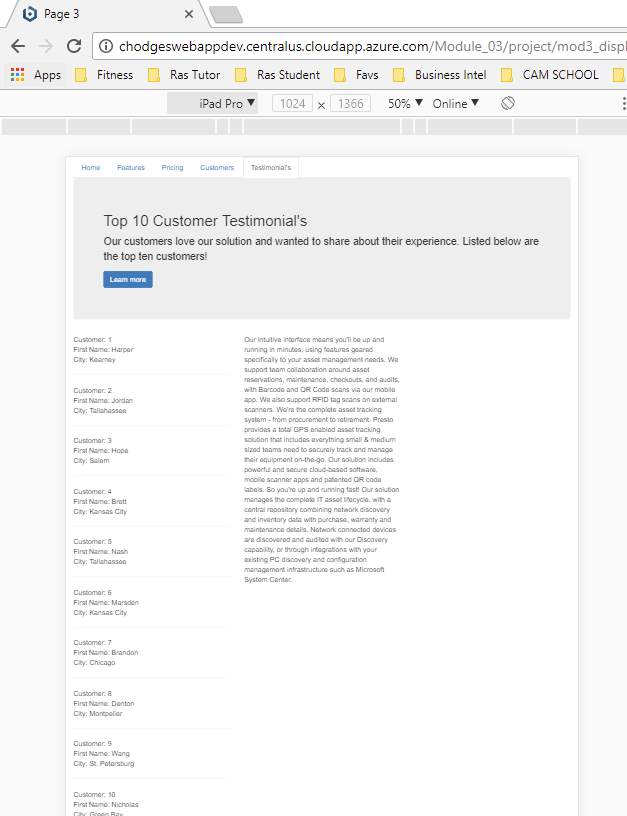 Page 3
chodgeswebappdev.centralus.cloudapp.azure.com/Module_03/project/mod3_displ
Apps Fitness Ras Tutor Ras Student Favs Business Intel CAM SCHOOL
iPad Pro ▼ 1024 × 1366 50% ▼ Online ▼
Home Features Pricing Customers Testimonial's
Top 10 Customer Testimonial's
Our customers love our solution and wanted to share about their experience. Listed below are
the top ten customers!
Learn more
Customer: 1
First Name: Harper
City: Kearney
Customer: 2
First Name: Jordan
City: Tallahassee
Customer: 3
First Name: Hope
City: Salem
Customer: 4
First Name: Brett
City: Kansas City
Customer: 5
First Name: Nash
City: Tallahassee
Customer: 6
First Name: Marsden
City: Kansas City
Customer: 7
First Name: Brandon
City: Chicago
Customer: 8
First Name: Denton
City: Montpelier
Customer: 9
First Name: Wang
City: St. Petersburg
Customer: 10
First Name: Nicholas
City: Green Bay
Our intuitive interface means you'll be up and
running in minutes, using features geared
specifically to your asset management needs. We
support team collaboration around asset
reservations, maintenance, checkouts, and audits,
with Barcode and QR Code scans via our mobile
app. We also support RFID tag scans on external
scanners. We're the complete asset tracking
system - from procurement to retirement. Presto
provides a total GPS enabled asset tracking
solution that includes everything small & medium
sized teams need to securely track and manage
their equipment on-the-go. Our solution includes
powerful and secure cloud-based software,
mobile scanner apps and patented QR code
labels. So you're up and running fast! Our solution
manages the complete IT asset lifecycle, with a
central repository combining network discovery
and inventory data with purchase, warranty and
maintenance details. Network connected devices
are discovered and audited with our Discovery
capability, or through integrations with your
existing PC discovery and configuration
management infrastructure such as Microsoft
System Center.